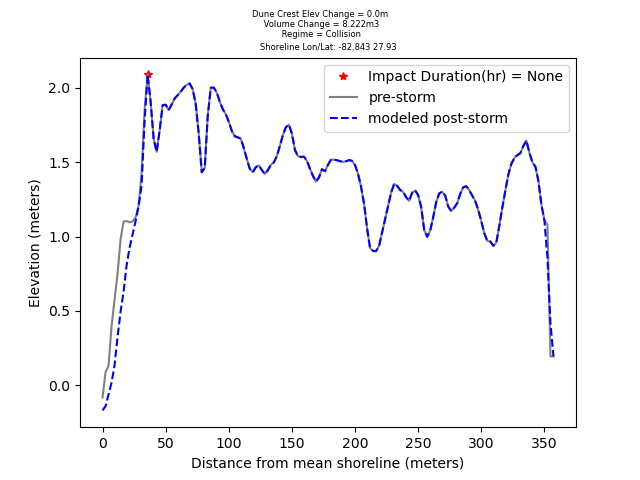 Dune Crest Elev Change = 0.0m
Volume Change = 8.222m3
Regime = Collision
Shoreline Lon/Lat: -82.843 27.93
Impact Duration(hr) = None
pre-storm
modeled post-storm
Elevation (meters)
2.0
1.5
1.0
0.5
0.0
0 50 100 150 200 250 300 350
Distance from mean shoreline (meters)